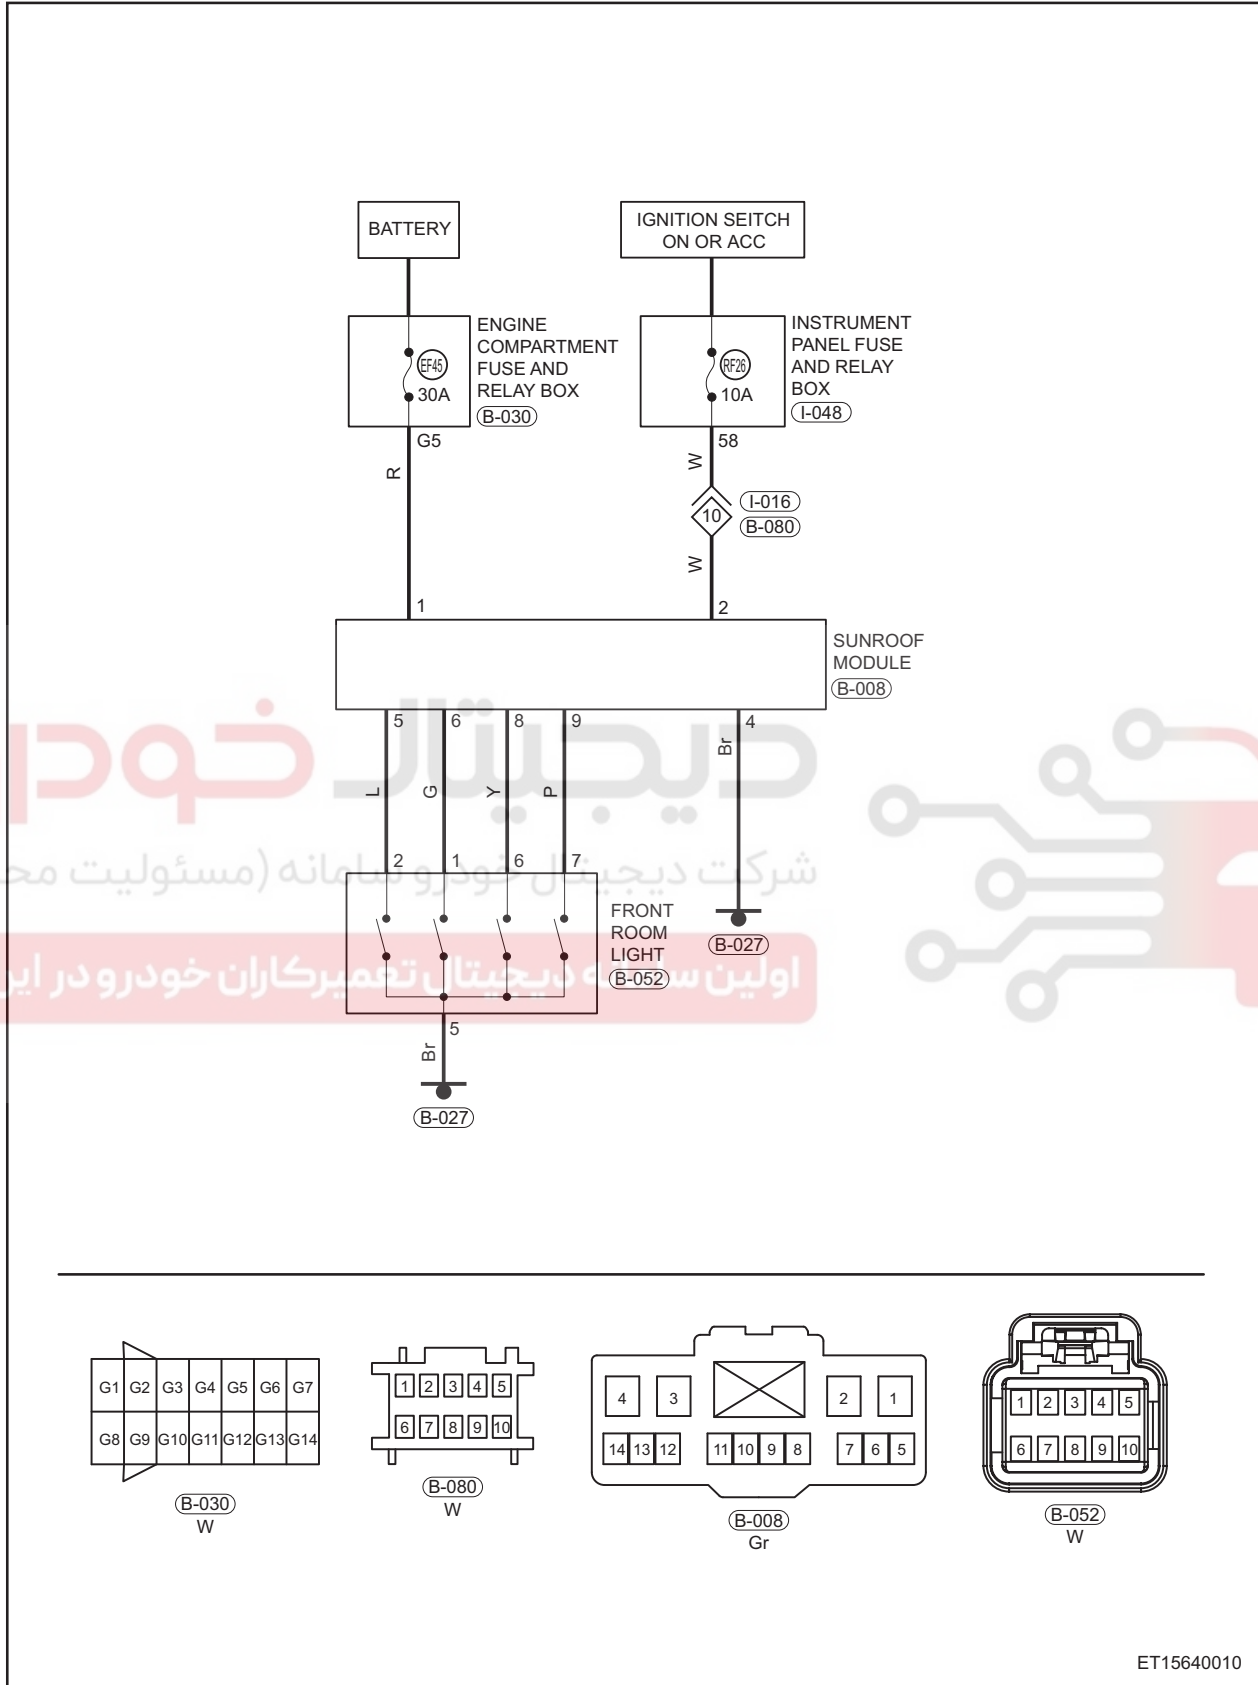 BATTERY
IGNITION SEITCH
ON OR ACC
EF45
30A
ENGINE
COMPARTMENT
FUSE AND
RELAY BOX
B-030
RF26
10A
INSTRUMENT
PANEL FUSE
AND RELAY
BOX
I-048
G5
58
R
W
10
I-016
B-080
W
1
2
SUNROOF
MODULE
B-008
5
6
8
9
4
دیجیتال خودرو
L
G
Y
P
Br
شرکت دیجیتال خودرو سامانه (مسئولیت
2
1
6
7
FRONT
ROOM
LIGHT
B-052
B-027
اولین سامانه دیجیتال تعمیرکاران خودرو در
5
Br
B-027
G1 G2 G3 G4 G5 G6 G7
G8 G9 G10 G11 G12 G13 G14
B-030
W
1 2 3 4 5
6 7 8 9 10
B-080
W
4 3 2 1
14 13 12 11 10 9 8 7 6 5
B-008
Gr
1 2 3 4 5
6 7 8 9 10
B-052
W
ET15640010